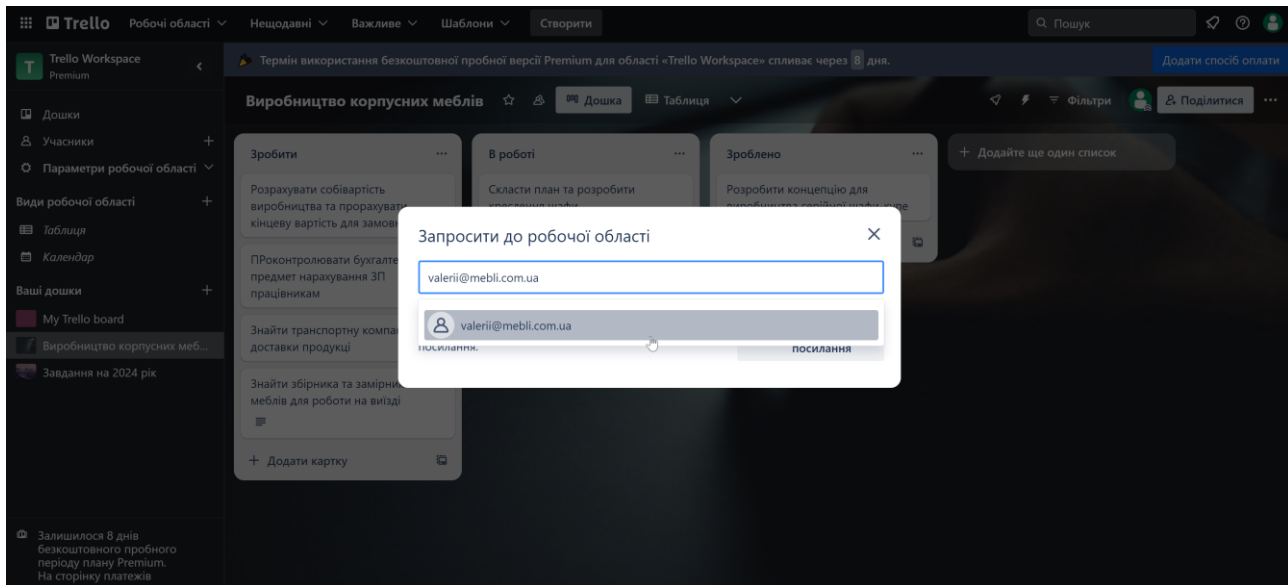 Trello
Робочі області
Нещодавні
Важливе
Шаблони
Створити
Пошук
T
Trello Workspace
Premium
Термін використання безкоштовної пробної версії Premium для області «Trello Workspace» спливає через 8 дня.
Додати спосіб оплати
Дошки
Учасники
Параметри робочої області
Види робочої області
Таблиця
Календар
Ваші дошки
My Trello board
Виробництво корпусних меб...
Завдання на 2024 рік
Залишилося 8 днів
безкоштовного пробного
періоду плану Premium.
На сторінку платежів
Виробництво корпусних меблів
Дошка
Таблиця
Фільтри
Поділитися
Зробити
Розрахувати собівартість
виробництва та прорахувати
кінцеву вартість для
ПРоконтролювати
предмет нарахування ЗП
працівникам
Знайти транспортну
доставки продукції
Знайти збірника та
меблів для роботи на виїзді
Додати картку
В роботі
Скласти план та розробити
креслення шафи
Зроблено
Розробити концепцію для
виробництва серійної шафи-купе
Додайте ще один список
Запросити до робочої області
valerii@mebli.com.ua
valerii@mebli.com.ua
посилання.
посилання